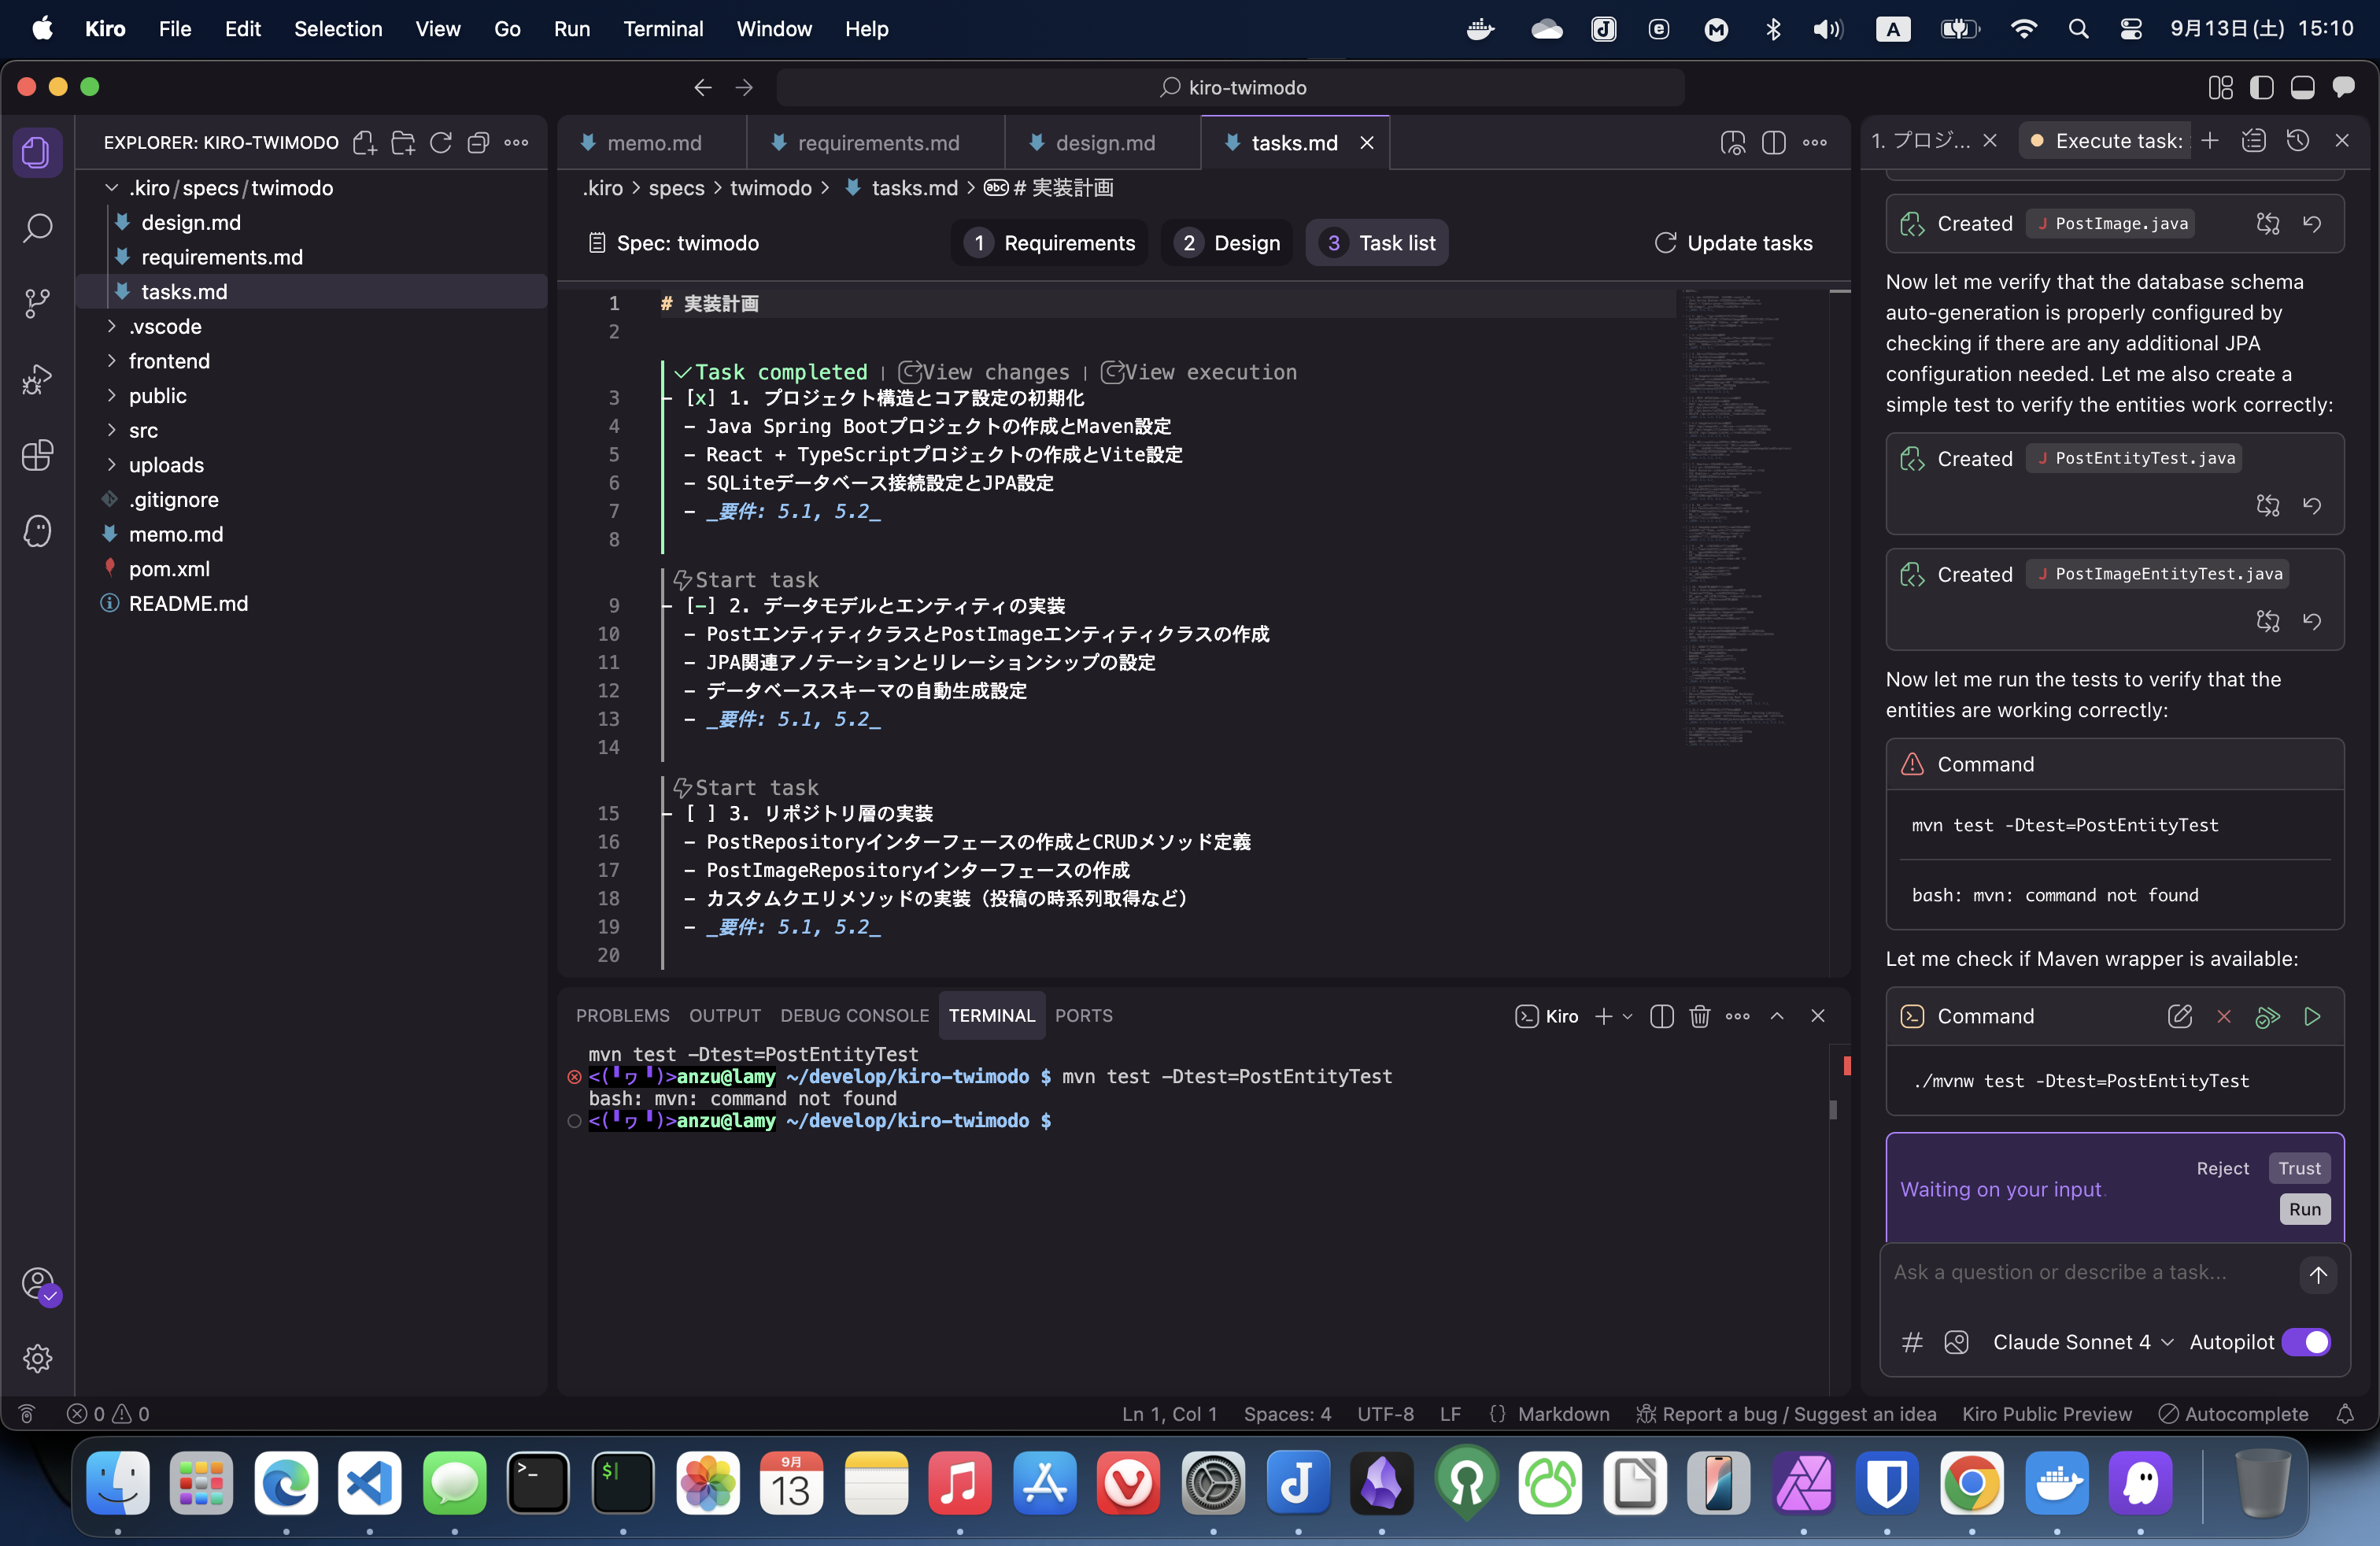 Kiro File Edit Selection View Go Run Terminal Window Help
A 9月13日(土) 15:10
kiro-twimodo
EXPLORER: KIRO-TWIMODO
.kiro/specs/twimodo
design.md
requirements.md
tasks.md
.vscode
frontend
public
src
uploads
.gitignore
memo.md
pom.xml
README.md
memo.md requirements.md design.md tasks.md
.kiro > specs > twimodo > tasks.md > # 実装計画
Spec: twimodo 1 Requirements 2 Design 3 Task list Update tasks
1 # 実装計画
2
Task completed | View changes | View execution
3 - [x] 1. プロジェクト構造とコア設定の初期化
4 - Java Spring Bootプロジェクトの作成とMaven設定
5 - React + TypeScriptプロジェクトの作成とVite設定
6 - SQLiteデータベース接続設定とJPA設定
7 - _要件: 5.1, 5.2_
8
Start task
9 - [-] 2. データモデルとエンティティの実装
10 - PostエンティティクラスとPostImageエンティティクラスの作成
11 - JPA関連アノテーションとリレーションシップの設定
12 - データベーススキーマの自動生成設定
13 - _要件: 5.1, 5.2_
14
Start task
15 - [ ] 3. リポジトリ層の実装
16 - PostRepositoryインターフェースの作成とCRUDメソッド定義
17 - PostImageRepositoryインターフェースの作成
18 - カスタムクエリメソッドの実装（投稿の時系列取得など）
19 - _要件: 5.1, 5.2_
20
PROBLEMS OUTPUT DEBUG CONSOLE TERMINAL PORTS
Kiro
mvn test -Dtest=PostEntityTest
<(╹ヮ╹)>anzu@lamy ~/develop/kiro-twimodo $ mvn test -Dtest=PostEntityTest
bash: mvn: command not found
<(╹ヮ╹)>anzu@lamy ~/develop/kiro-twimodo $
1. プロジ... Execute task:
Created J PostImage.java
Now let me verify that the database schema
auto-generation is properly configured by
checking if there are any additional JPA
configuration needed. Let me also create a
simple test to verify the entities work correctly:
Created J PostEntityTest.java
Created J PostImageEntityTest.java
Now let me run the tests to verify that the
entities are working correctly:
Command
mvn test -Dtest=PostEntityTest
bash: mvn: command not found
Let me check if Maven wrapper is available:
Command
./mvnw test -Dtest=PostEntityTest
Reject Trust
Waiting on your input.
Run
Ask a question or describe a task...
# Claude Sonnet 4 Autopilot
0 0 Ln 1, Col 1 Spaces: 4 UTF-8 LF {} Markdown Report a bug / Suggest an idea Kiro Public Preview Autocomplete
9月
13